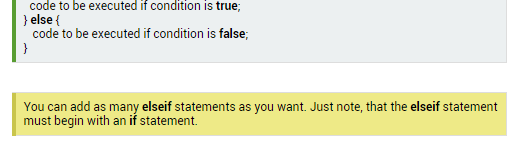 code to be executed if condition is true;
} else {
code to be executed if condition is false;
}
You can add as many elseif statements as you want. Just note, that the elseif statement
must begin with an if statement.